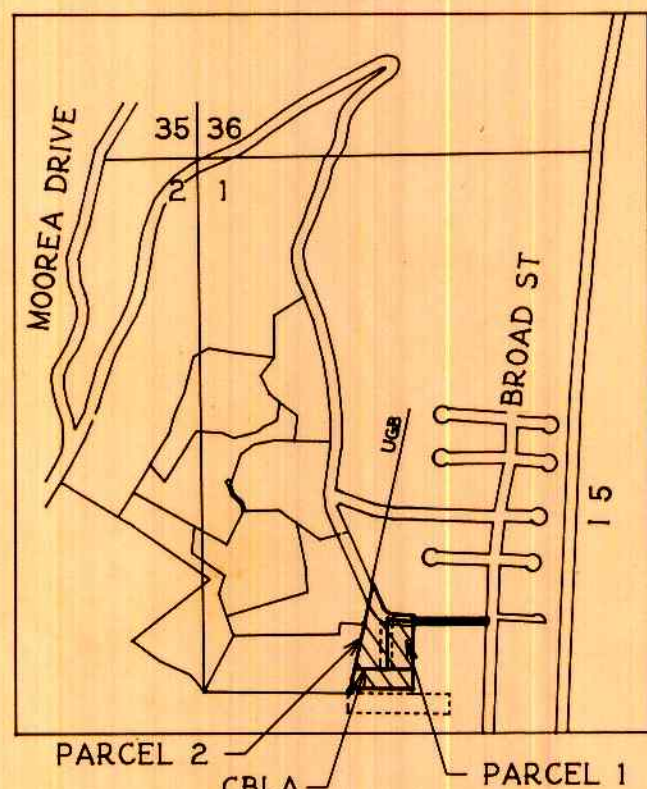 35 36
2 1
MOOREA DRIVE
BROAD ST
UGB
I 5
PARCEL 2
CBLA
PARCEL 1